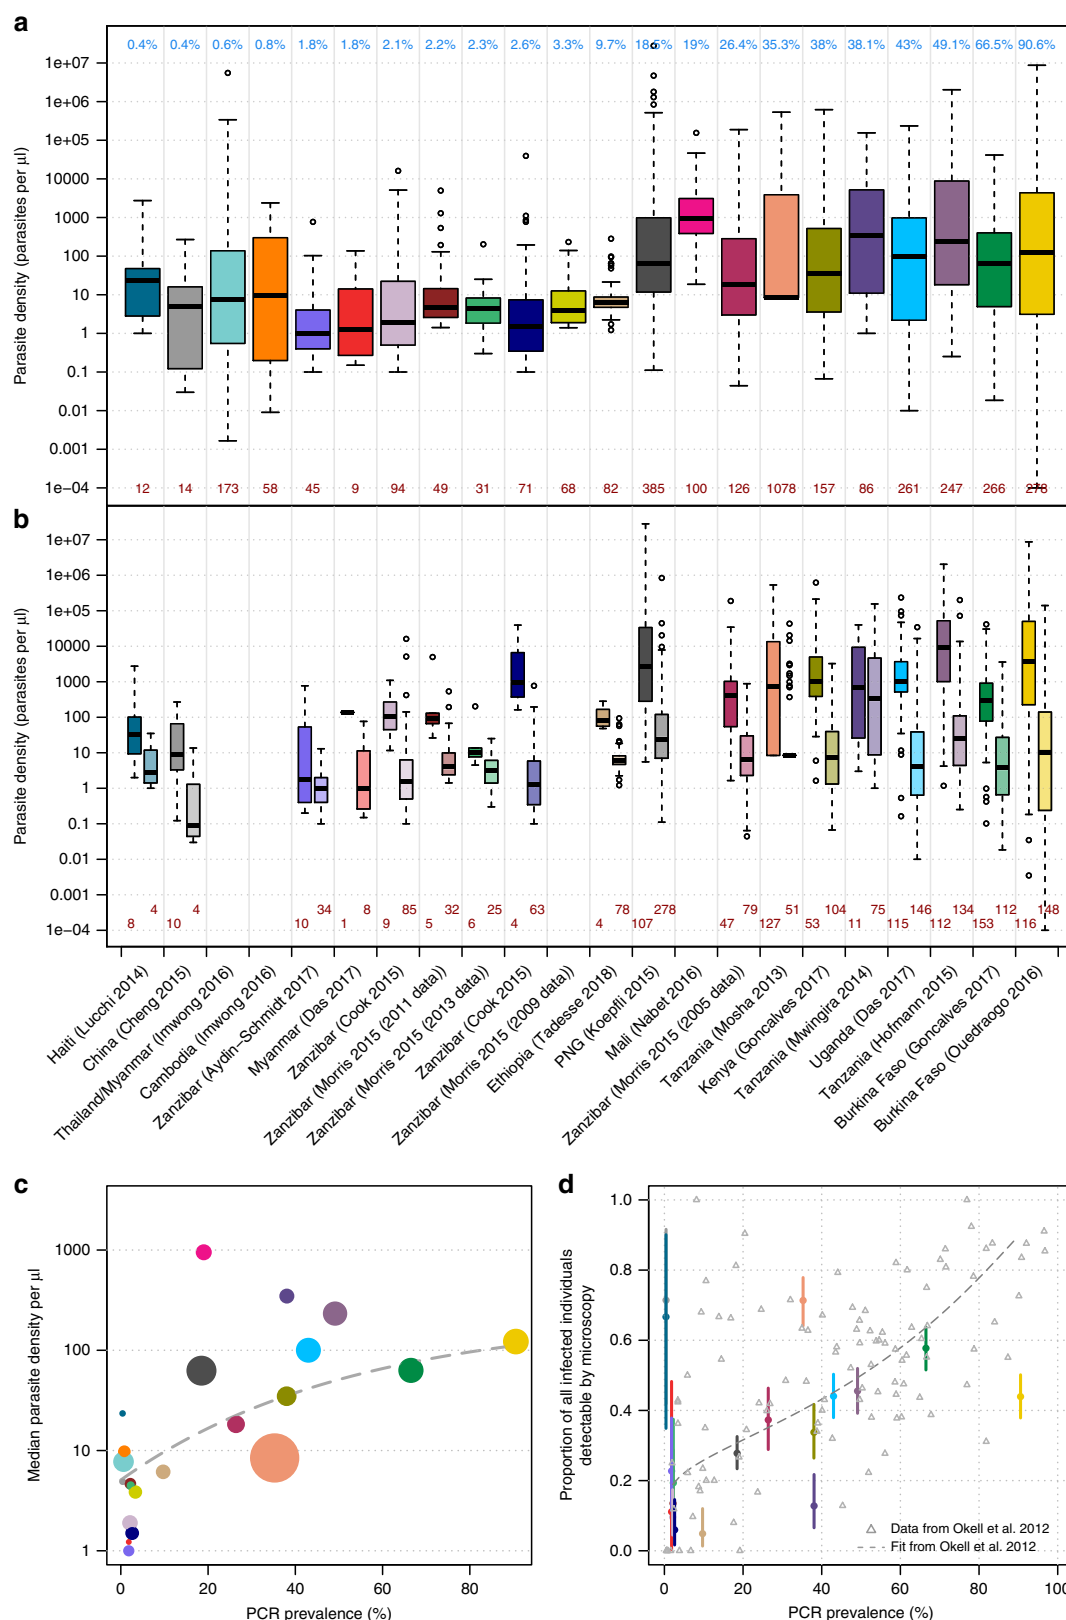 a
0.4% 0.4% 0.6% 0.8% 1.8% 1.8% 2.1% 2.2% 2.3% 2.6% 3.3% 9.7% 18.5% 19% 26.4% 35.3% 38% 38.1% 43% 49.1% 66.5% 90.6%
Parasite density (parasites per µl)
1e+07
1e+06
1e+05
10000
1000
100
10
1
0.1
0.01
0.001
1e−04
12 14 173 58 45 9 94 49 31 71 68 82 385 100 126 1078 157 86 261 247 266 278
b
Parasite density (parasites per µl)
1e+07
1e+06
1e+05
10000
1000
100
10
1
0.1
0.01
0.001
1e−04
4 4 34 8 85 32 25 63 78 278 79 51 104 75 146 134 112 148
8 10 10 1 9 5 6 4 4 107 47 127 53 11 115 112 153 116
Haiti (Lucchi 2014)
China (Cheng 2015)
Thailand/Myanmar (Imwong 2016)
Cambodia (Imwong 2016)
Zanzibar (Aydin−Schmidt 2017)
Myanmar (Das 2017)
Zanzibar (Cook 2015)
Zanzibar (Morris 2015 (2011 data))
Zanzibar (Morris 2015 (2013 data))
Zanzibar (Cook 2015)
Zanzibar (Morris 2015 (2009 data))
Ethiopia (Tadesse 2018)
PNG (Koepfli 2015)
Mali (Nabet 2016)
Zanzibar (Morris 2015 (2005 data))
Tanzania (Mosha 2013)
Kenya (Goncalves 2017)
Tanzania (Mwingira 2014)
Uganda (Das 2017)
Tanzania (Hofmann 2015)
Burkina Faso (Goncalves 2017)
Burkina Faso (Ouedraogo 2016)
c
Median parasite density per µl
1000
100
10
1
0 20 40 60 80
PCR prevalence (%)
d
Proportion of all infected individuals
detectable by microscopy
1.0
0.8
0.6
0.4
0.2
0.0
Data from Okell et al. 2012
Fit from Okell et al. 2012
0 20 40 60 80 100
PCR prevalence (%)